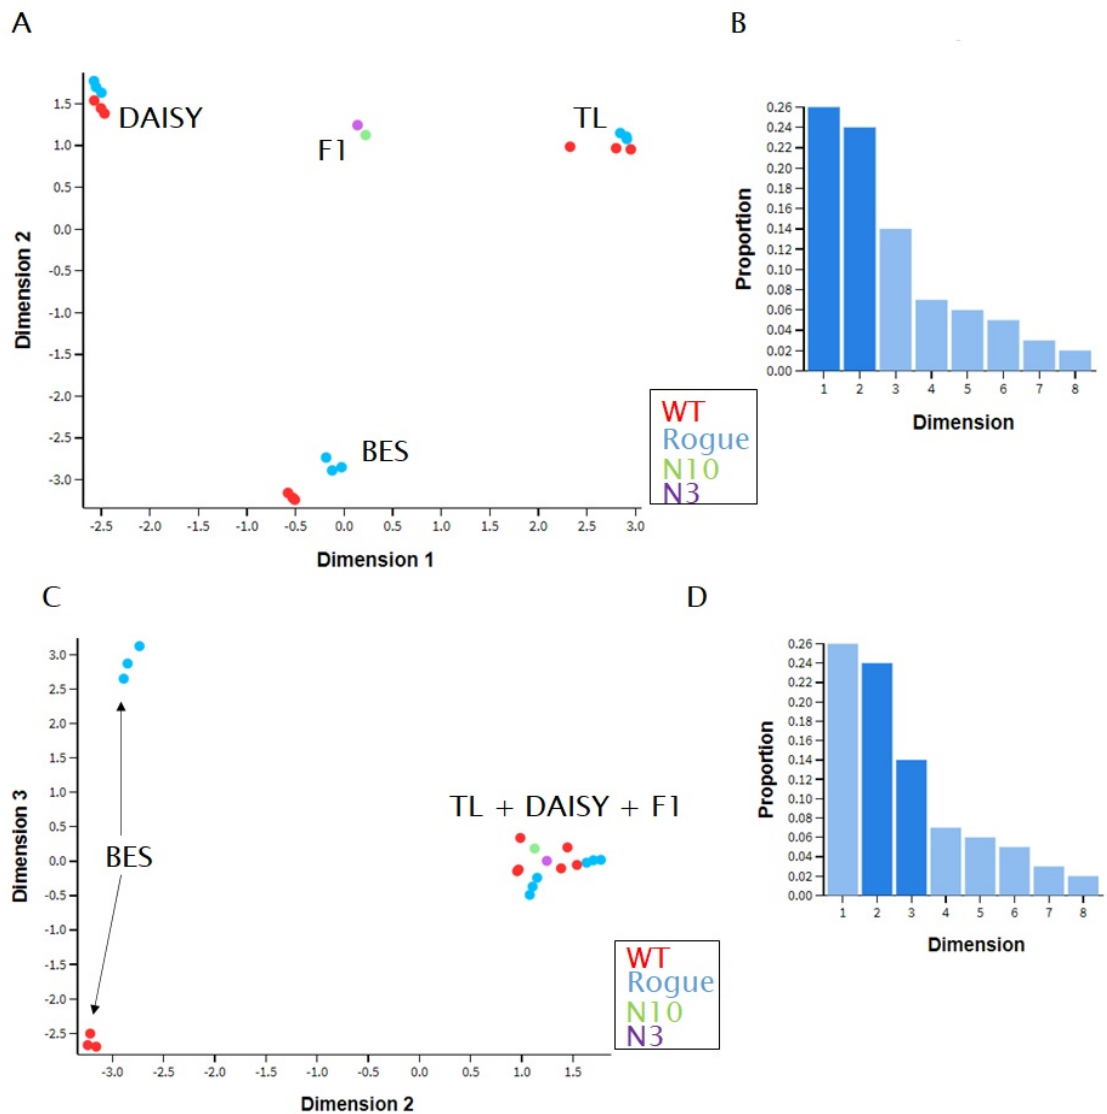 A
B
DAISY
F1
TL
BES
1.5
1.0
0.5
0.0
-0.5
-1.0
-1.5
-2.0
-2.5
-3.0
Dimension 2
-2.5 -2.0 -1.5 -1.0 -0.5 0.0 0.5 1.0 1.5 2.0 2.5 3.0
Dimension 1
WT
Rogue
N10
N3
0.26
0.24
0.22
0.20
0.18
0.16
0.14
0.12
0.10
0.08
0.06
0.04
0.02
0.00
Proportion
1 2 3 4 5 6 7 8
Dimension
C
D
3.0
2.5
2.0
1.5
1.0
0.5
0.0
-0.5
-1.0
-1.5
-2.0
-2.5
Dimension 3
BES
TL + DAISY + F1
-3.0 -2.5 -2.0 -1.5 -1.0 -0.5 0.0 0.5 1.0 1.5
Dimension 2
WT
Rogue
N10
N3
0.26
0.24
0.22
0.20
0.18
0.16
0.14
0.12
0.10
0.08
0.06
0.04
0.02
0.00
Proportion
1 2 3 4 5 6 7 8
Dimension